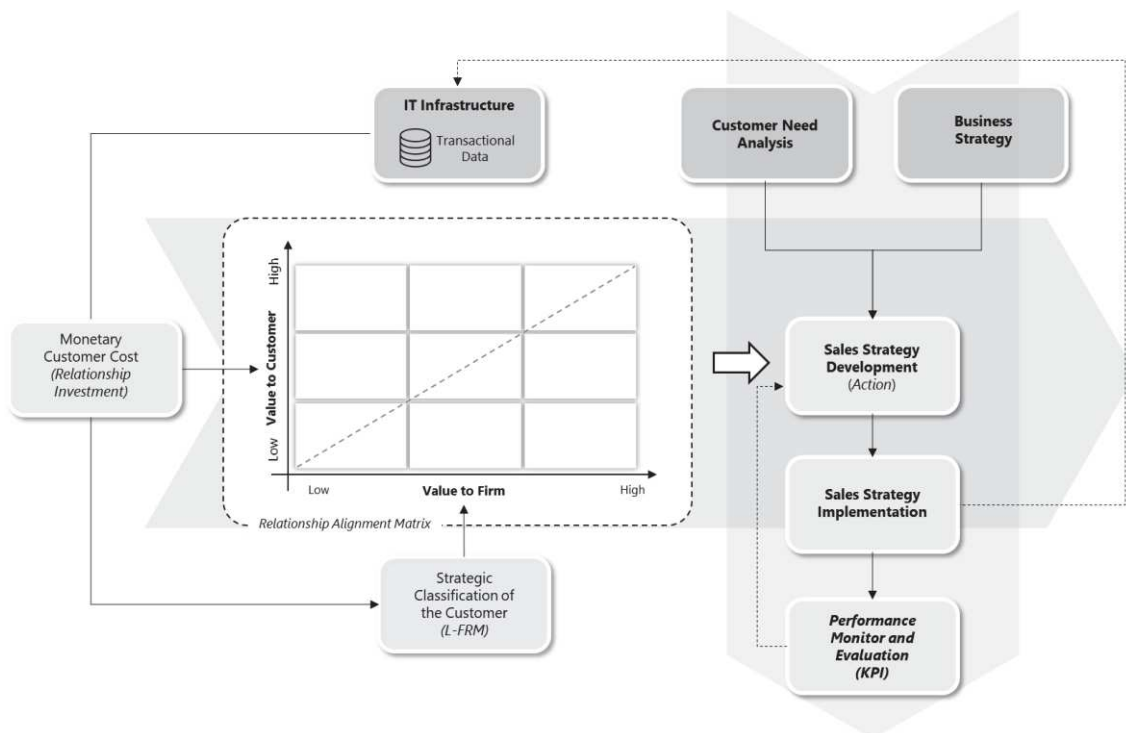 IT Infrastructure
Transactional
Data
Customer Need
Analysis
Business
Strategy
Monetary
Customer Cost
(Relationship
Investment)
High
Value to Customer
Low
Low
Value to Firm
High
Relationship Alignment Matrix
Strategic
Classification of
the Customer
(L-FRM)
Sales Strategy
Development
(Action)
Sales Strategy
Implementation
Performance
Monitor and
Evaluation
(KPI)